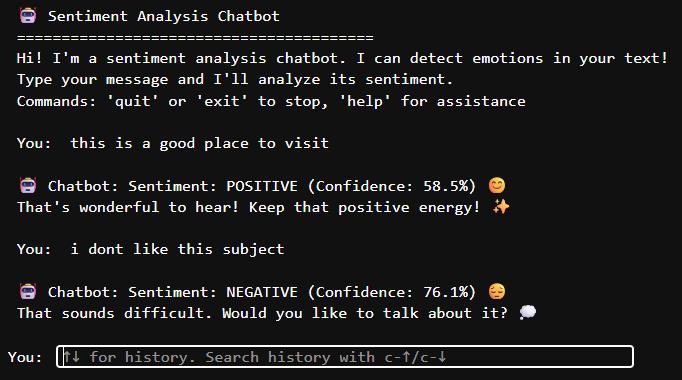 🤖 Sentiment Analysis Chatbot
========================================
Hi! I'm a sentiment analysis chatbot. I can detect emotions in your text!
Type your message and I'll analyze its sentiment.
Commands: 'quit' or 'exit' to stop, 'help' for assistance
You:  this is a good place to visit
🤖 Chatbot: Sentiment: POSITIVE (Confidence: 58.5%) 😊
That's wonderful to hear! Keep that positive energy! ✨
You:  i dont like this subject
🤖 Chatbot: Sentiment: NEGATIVE (Confidence: 76.1%) 😔
That sounds difficult. Would you like to talk about it? 💭
You: ↑↓ for history. Search history with c-↑/c-↓